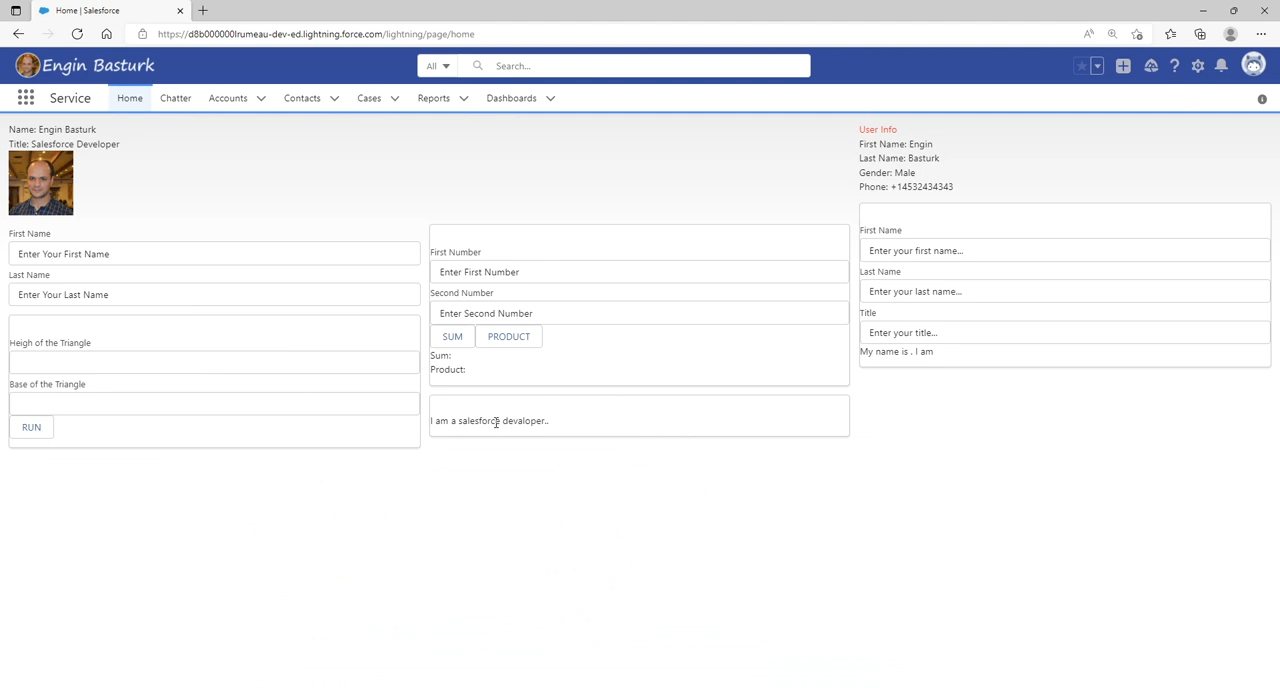 Home | Salesforce
https://d8b000000lrumeau-dev-ed.lightning.force.com/lightning/page/home
Engin Basturk
All
Search...
Service
Home
Chatter
Accounts
Contacts
Cases
Reports
Dashboards
Name: Engin Basturk
Title: Salesforce Developer
First Name
Enter Your First Name
Last Name
Enter Your Last Name
Heigh of the Triangle
Base of the Triangle
RUN
First Number
Enter First Number
Second Number
Enter Second Number
SUM
PRODUCT
Sum:
Product:
I am a salesforce devaloper..
User Info
First Name: Engin
Last Name: Basturk
Gender: Male
Phone: +14532434343
First Name
Enter your first name...
Last Name
Enter your last name...
Title
Enter your title...
My name is . I am